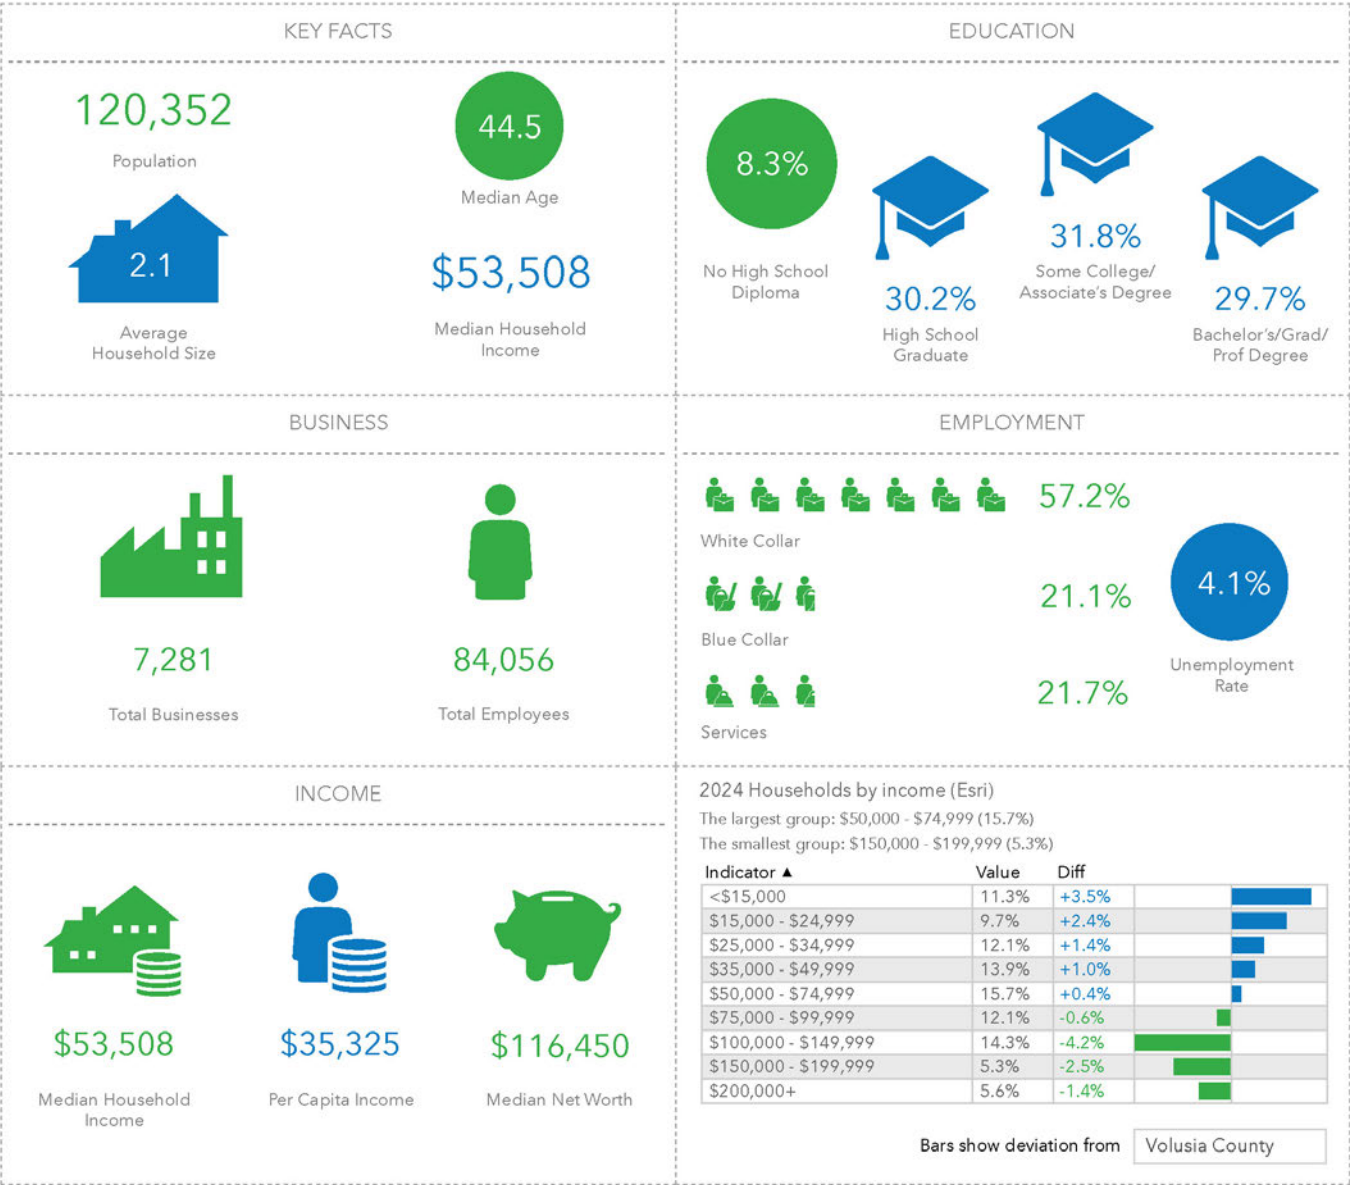 KEY FACTS
120,352
Population
44.5
Median Age
2.1
Average
Household Size
$53,508
Median Household
Income
EDUCATION
8.3%
No High School
Diploma
30.2%
High School
Graduate
31.8%
Some College/
Associate's Degree
29.7%
Bachelor's/Grad/
Prof Degree
BUSINESS
7,281
Total Businesses
84,056
Total Employees
EMPLOYMENT
57.2%
White Collar
21.1%
Blue Collar
21.7%
Services
4.1%
Unemployment
Rate
INCOME
$53,508
Median Household
Income
$35,325
Per Capita Income
$116,450
Median Net Worth
2024 Households by income (Esri)
The largest group: $50,000 - $74,999 (15.7%)
The smallest group: $150,000 - $199,999 (5.3%)
Indicator ▲ Value Diff
<$15,000 11.3% +3.5%
$15,000 - $24,999 9.7% +2.4%
$25,000 - $34,999 12.1% +1.4%
$35,000 - $49,999 13.9% +1.0%
$50,000 - $74,999 15.7% +0.4%
$75,000 - $99,999 12.1% -0.6%
$100,000 - $149,999 14.3% -4.2%
$150,000 - $199,999 5.3% -2.5%
$200,000+ 5.6% -1.4%
Bars show deviation from Volusia County